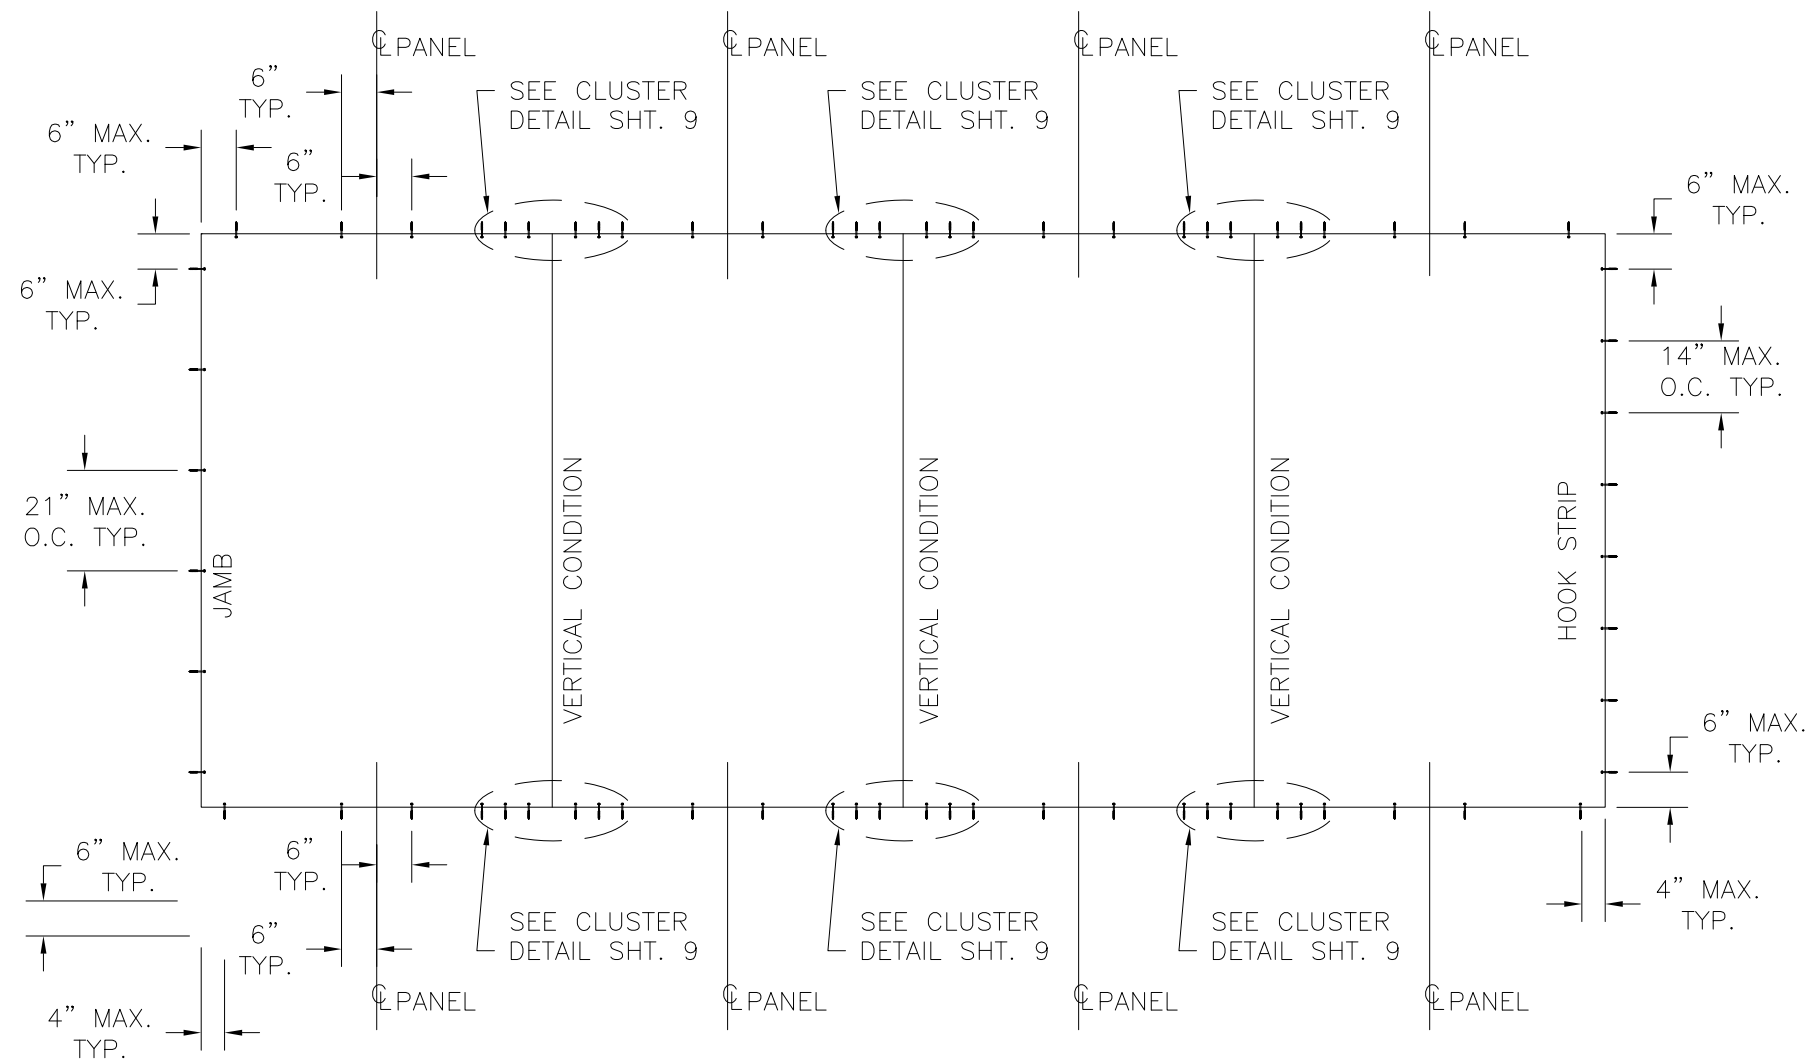 ℄ PANEL
℄ PANEL
℄ PANEL
℄ PANEL
6"
TYP.
SEE CLUSTER
DETAIL SHT. 9
SEE CLUSTER
DETAIL SHT. 9
SEE CLUSTER
DETAIL SHT. 9
6" MAX.
TYP.
6"
TYP.
6" MAX.
TYP.
6" MAX.
TYP.
14" MAX.
O.C. TYP.
21" MAX.
O.C. TYP.
JAMB
VERTICAL CONDITION
VERTICAL CONDITION
VERTICAL CONDITION
HOOK STRIP
6" MAX.
TYP.
6" MAX.
TYP.
6"
TYP.
4" MAX.
TYP.
6"
TYP.
SEE CLUSTER
DETAIL SHT. 9
SEE CLUSTER
DETAIL SHT. 9
SEE CLUSTER
DETAIL SHT. 9
4" MAX.
TYP.
℄ PANEL
℄ PANEL
℄ PANEL
℄ PANEL